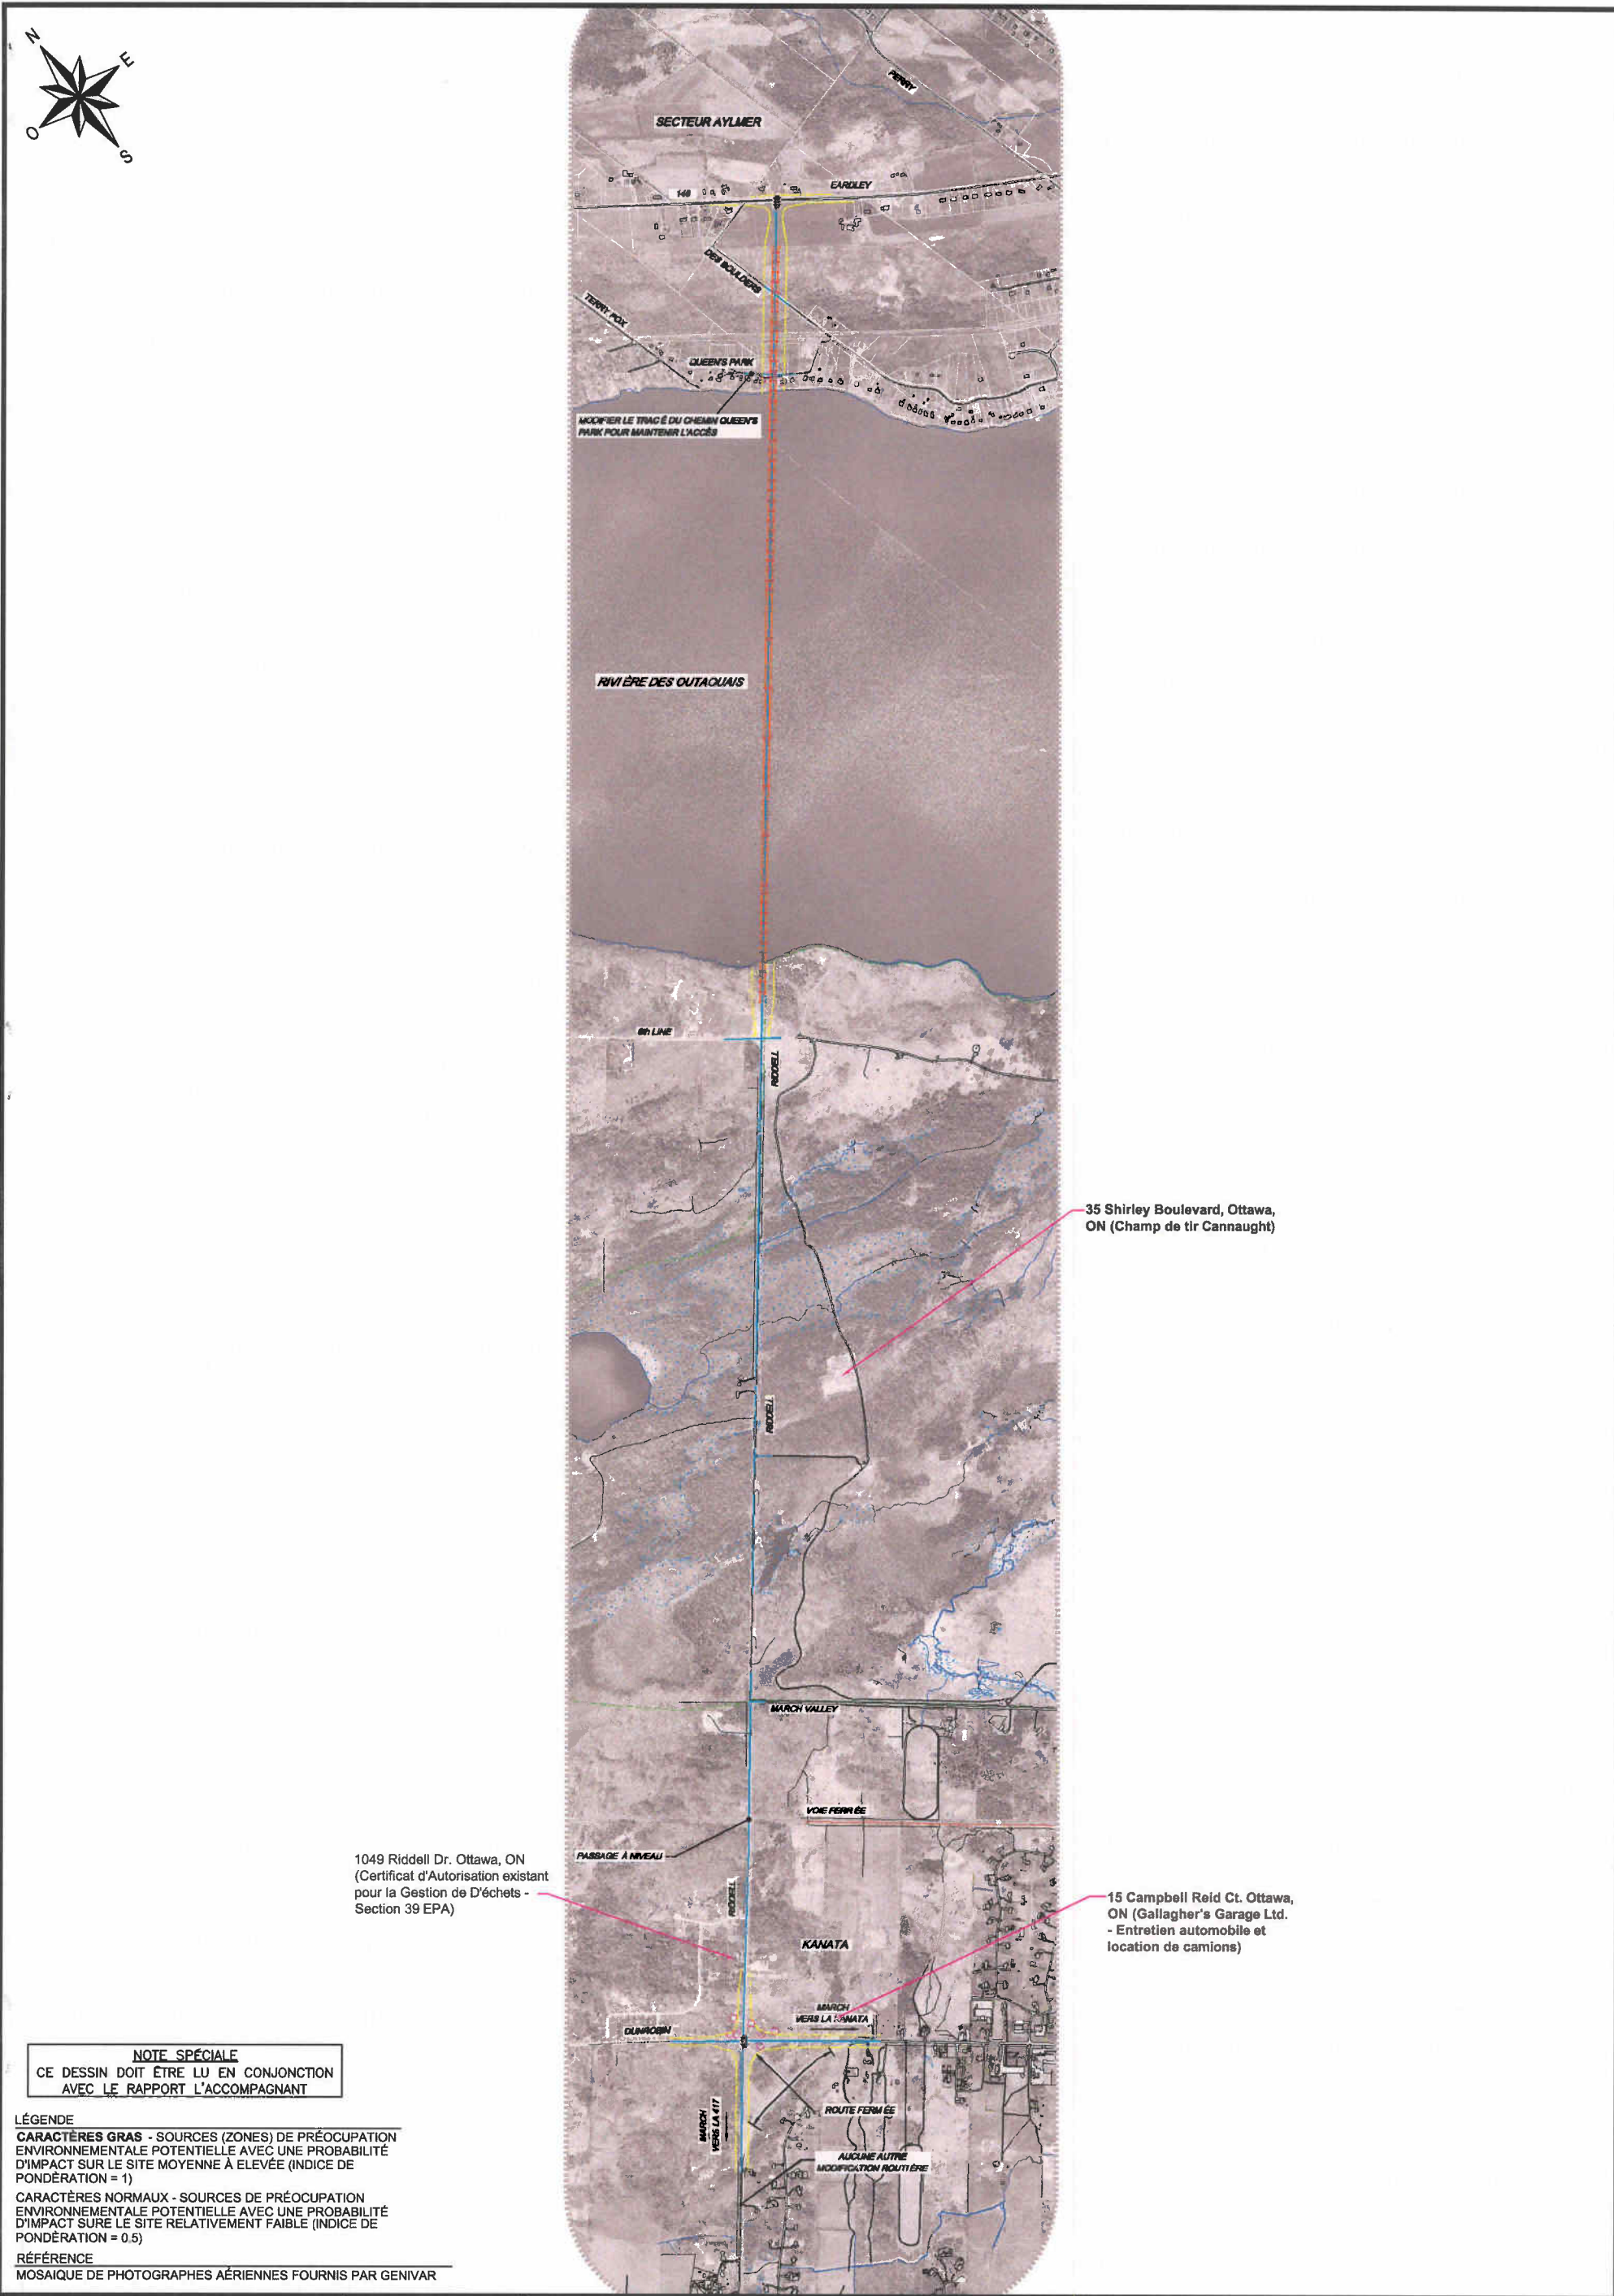 N
E
O
S
PERRY
SECTEUR AYLMER
148
EARDLEY
DES BOULDERS
TERRY FOX
QUEEN'S PARK
MODIFIER LE TRACÉ DU CHEMIN QUEEN'S
PARK POUR MAINTENIR L'ACCÈS
RIVIÈRE DES OUTAOUAIS
6th LINE
RIDDELL
35 Shirley Boulevard, Ottawa,
ON (Champ de tir Cannaught)
RIDDELL
MARCH VALLEY
VOIE FERRÉE
PASSAGE À NIVEAU
1049 Riddell Dr. Ottawa, ON
(Certificat d'Autorisation existant
pour la Gestion de D'échets -
Section 39 EPA)
RIDDELL
15 Campbell Reid Ct. Ottawa,
ON (Gallagher's Garage Ltd.
- Entretien automobile et
location de camions)
KANATA
MARCH
VERS LA KANATA
DUNROBIN
MARCH
VERS LA 417
ROUTE FERMÉE
AUCUNE AUTRE
MODIFICATION ROUTIÈRE
NOTE SPÉCIALE
CE DESSIN DOIT ÊTRE LU EN CONJONCTION
AVEC LE RAPPORT L'ACCOMPAGNANT
LÉGENDE
CARACTÈRES GRAS - SOURCES (ZONES) DE PRÉOCUPATION
ENVIRONNEMENTALE POTENTIELLE AVEC UNE PROBABILITÉ
D'IMPACT SUR LE SITE MOYENNE À ELEVÉE (INDICE DE
PONDÈRATION = 1)
CARACTÈRES NORMAUX - SOURCES DE PRÉOCUPATION
ENVIRONNEMENTALE POTENTIELLE AVEC UNE PROBABILITÉ
D'IMPACT SURE LE SITE RELATIVEMENT FAIBLE (INDICE DE
PONDÈRATION = 0.5)
RÉFÉRENCE
MOSAIQUE DE PHOTOGRAPHES AÉRIENNES FOURNIS PAR GENIVAR